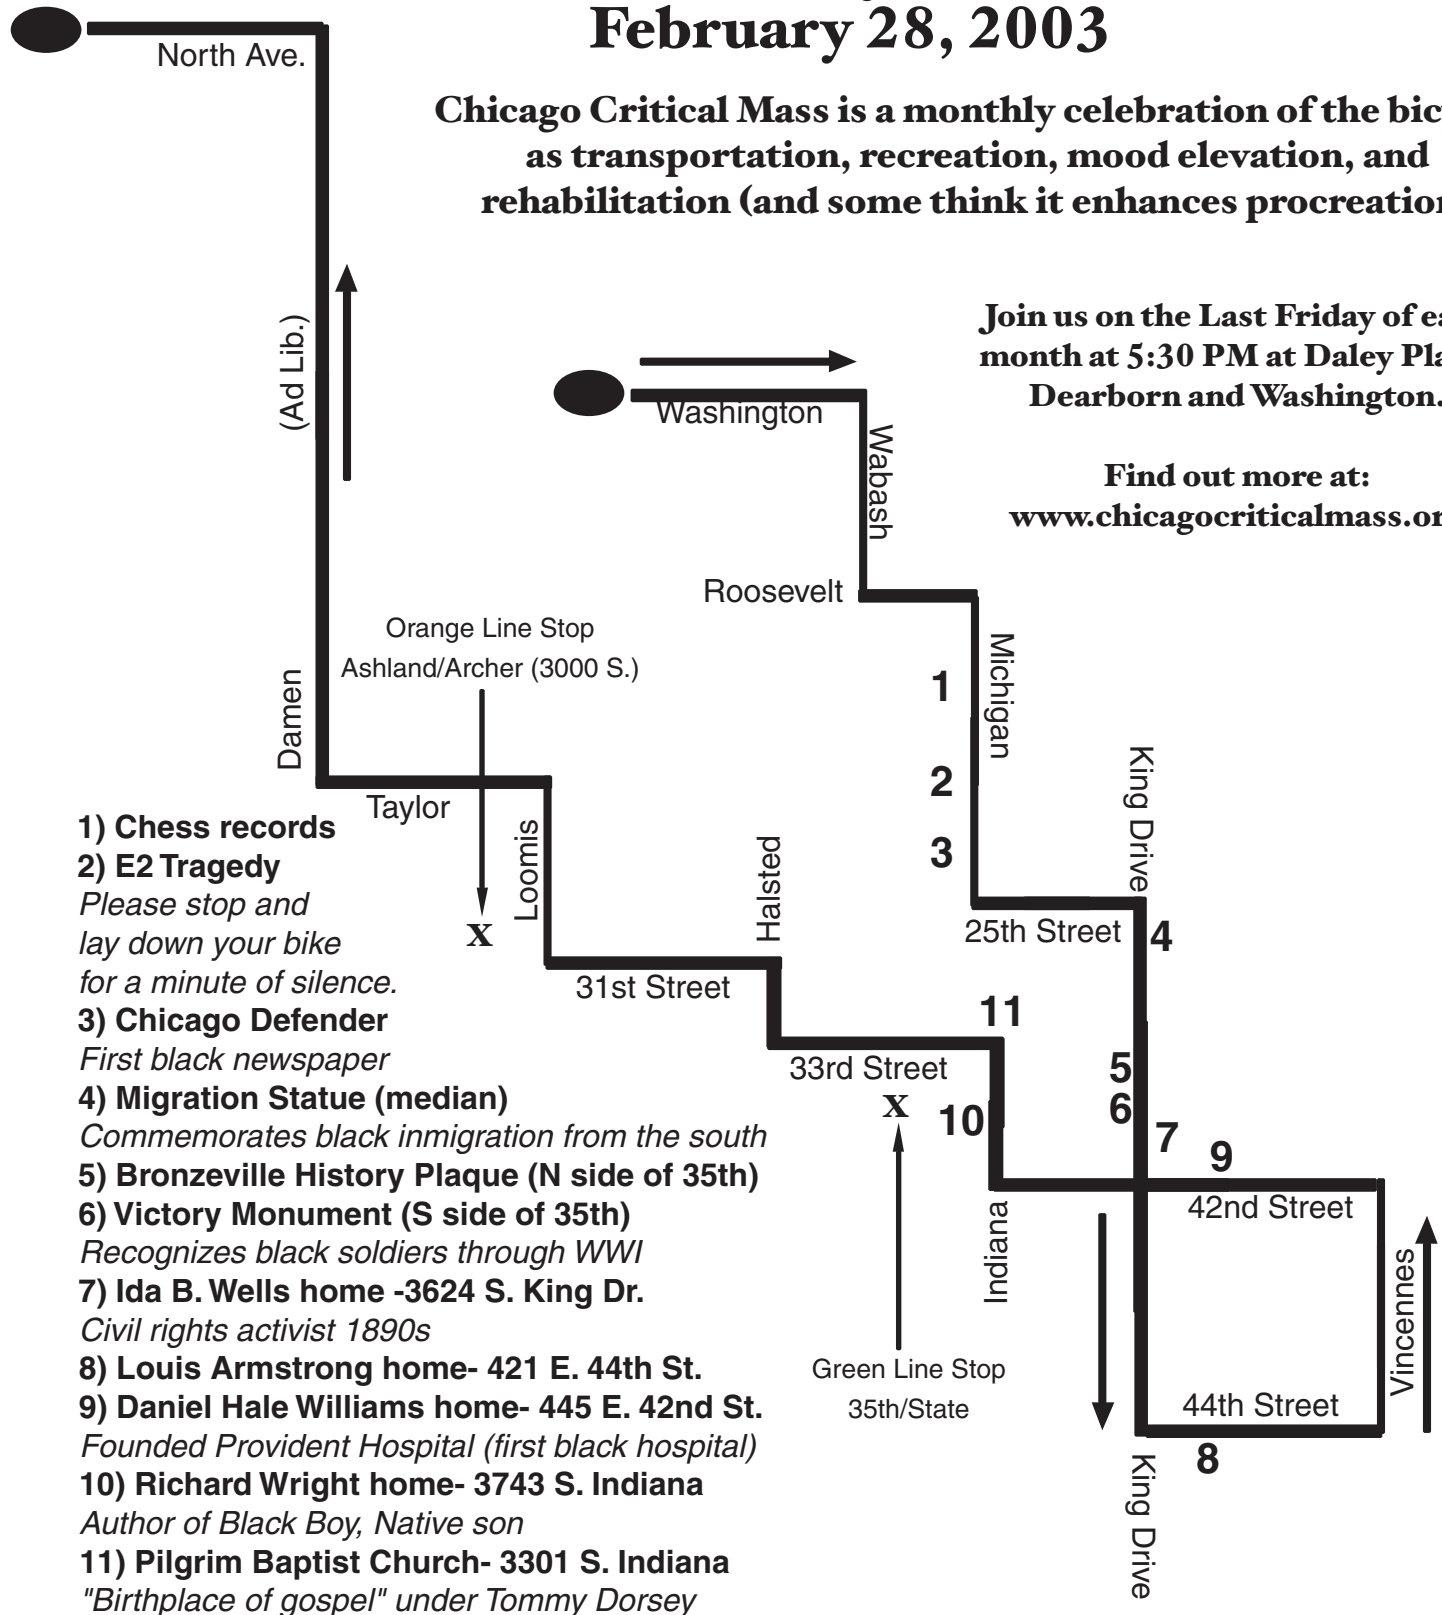 February 28, 2003
Chicago Critical Mass is a monthly celebration of the
as transportation, recreation, mood elevation, and
rehabilitation (and some think it enhances
North Ave.
(Ad Lib.)
Join us on the Last Friday of
month at 5:30 PM at Daley
Dearborn and Washington.
Find out more at:
www.chicagocriticalmass.or
Washington
Wabash
Roosevelt
Orange Line Stop
Ashland/Archer (3000 S.)
Michigan
1
2
3
Damen
Taylor
Loomis
X
Halsted
King Drive
25th Street
4
31st Street
11
33rd Street
X
10
5
6
7
9
42nd Street
Indiana
Vincennes
Green Line Stop
35th/State
44th Street
8
King Drive
1) Chess records
2) E2 Tragedy
Please stop and
lay down your bike
for a minute of silence.
3) Chicago Defender
First black newspaper
4) Migration Statue (median)
Commemorates black inmigration from the south
5) Bronzeville History Plaque (N side of 35th)
6) Victory Monument (S side of 35th)
Recognizes black soldiers through WWI
7) Ida B. Wells home -3624 S. King Dr.
Civil rights activist 1890s
8) Louis Armstrong home- 421 E. 44th St.
9) Daniel Hale Williams home- 445 E. 42nd St.
Founded Provident Hospital (first black hospital)
10) Richard Wright home- 3743 S. Indiana
Author of Black Boy, Native son
11) Pilgrim Baptist Church- 3301 S. Indiana
"Birthplace of gospel" under Tommy Dorsey